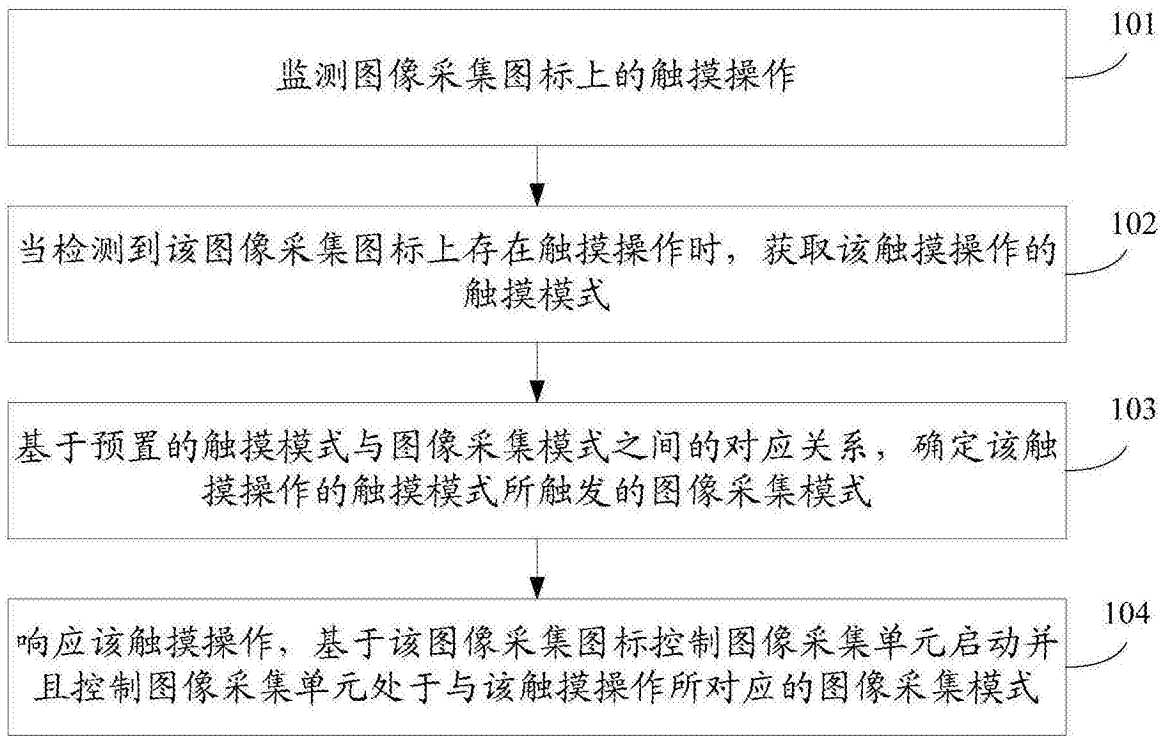 101
监测图像采集图标上的触摸操作
102
当检测到该图像采集图标上存在触摸操作时，获取该触摸操作的
触摸模式
103
基于预置的触摸模式与图像采集模式之间的对应关系，确定该触
摸操作的触摸模式所触发的图像采集模式
104
响应该触摸操作，基于该图像采集图标控制图像采集单元启动并
且控制图像采集单元处于与该触摸操作所对应的图像采集模式